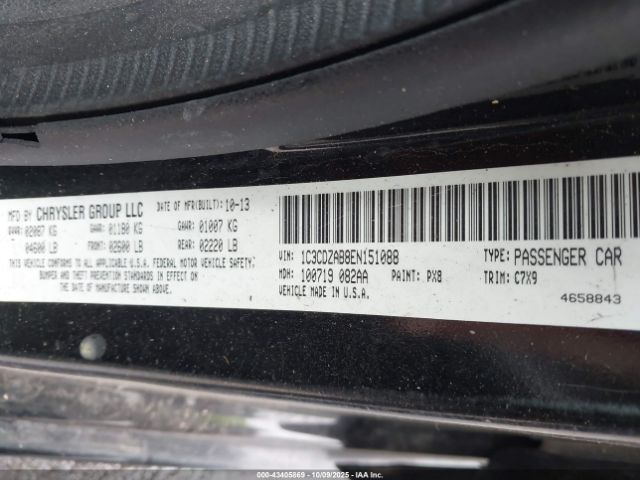 MFD BY CHRYSLER GROUP LLC DATE OF MFR(BUILT): 10-13
GVWR: 02087 KG GAWR: 01180 KG GAWR: 01007 KG
04600 LB FRONT: 02600 LB REAR: 02220 LB
THIS VEHICLE CONFORMS TO ALL APPLICABLE U.S.A. FEDERAL MOTOR VEHICLE SAFETY,
BUMPER AND THEFT PREVENTION STANDARDS IN EFFECT ON
THE DATE OF MANUFACTURE SHOWN ABOVE.
VIN: 1C3CDZAB8EN151088 TYPE: PASSENGER CAR
MDH: 100719 082AA PAINT: PX8 TRIM: C7X9
VEHICLE MADE IN U.S.A. 4658843
000-43405869 | 10/09/2025 | Copyright © IAA, LLC